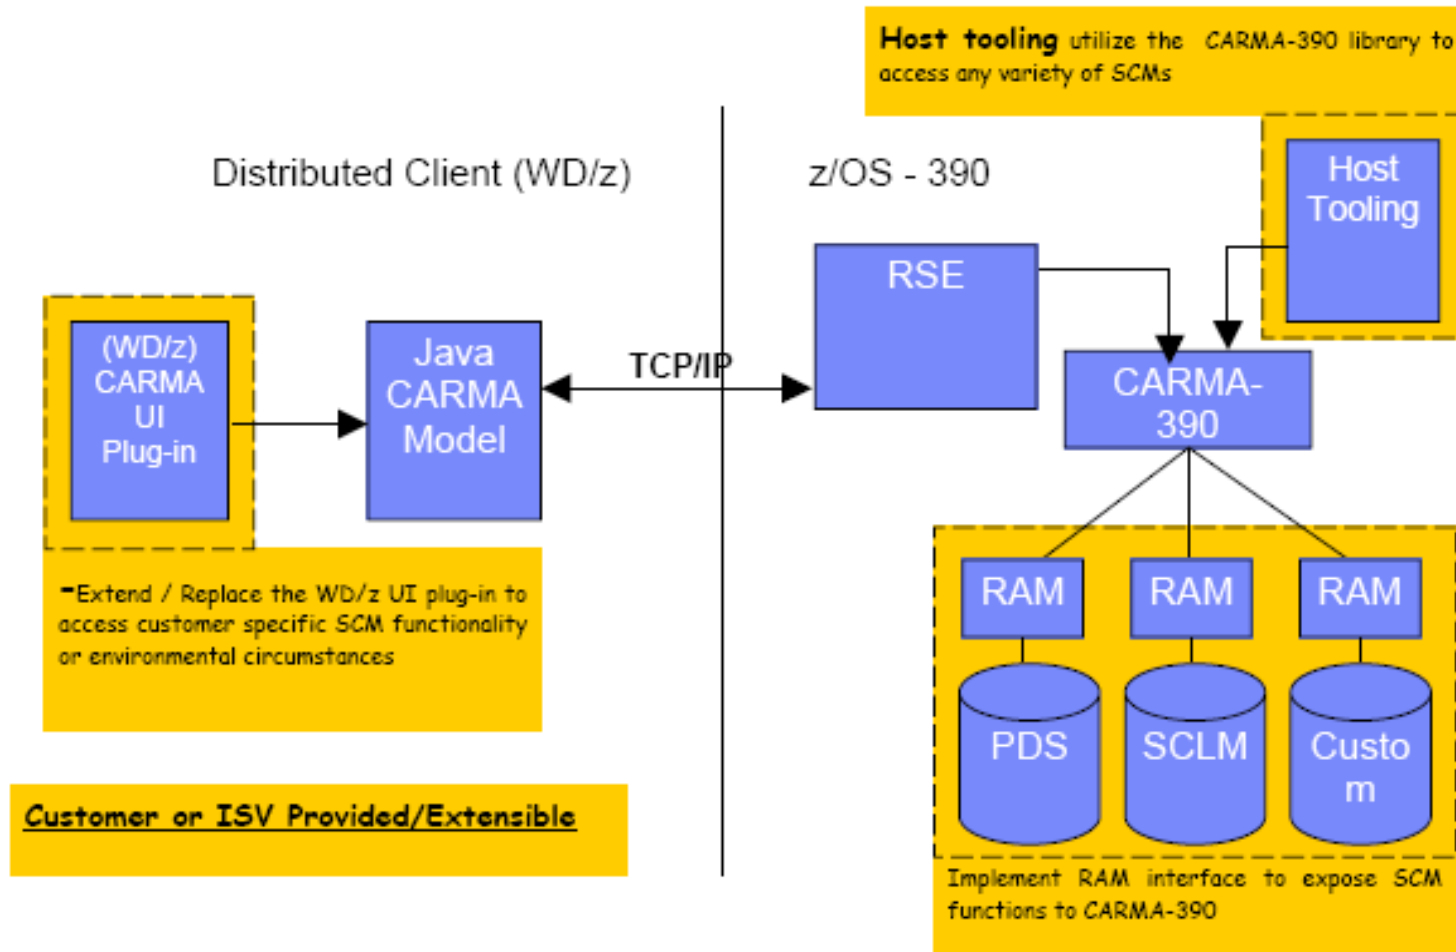 Host tooling utilize the CARMA-390 library to
access any variety of SCMs
Distributed Client (WD/z)
z/OS - 390
Host
Tooling
RSE
(WD/z)
CARMA
UI
Plug-in
Java
CARMA
Model
TCP/IP
CARMA-
390
-Extend / Replace the WD/z UI plug-in to
access customer specific SCM functionality
or environmental circumstances
RAM
RAM
RAM
PDS
SCLM
Custo
m
Customer or ISV Provided/Extensible
Implement RAM interface to expose SCM
functions to CARMA-390